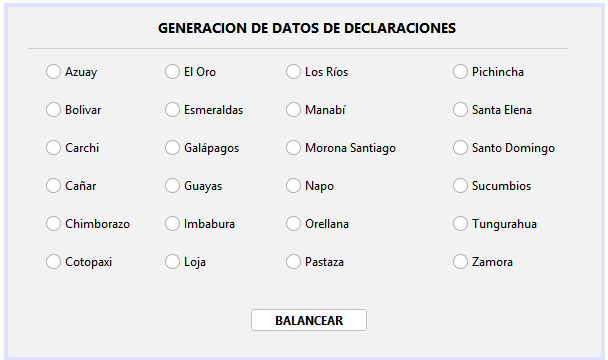 GENERACION DE DATOS DE DECLARACIONES
Azuay El Oro Los Ríos Pichincha
Bolivar Esmeraldas Manabí Santa Elena
Carchi Galápagos Morona Santiago Santo Domingo
Cañar Guayas Napo Sucumbios
Chimborazo Imbabura Orellana Tungurahua
Cotopaxi Loja Pastaza Zamora
BALANCEAR